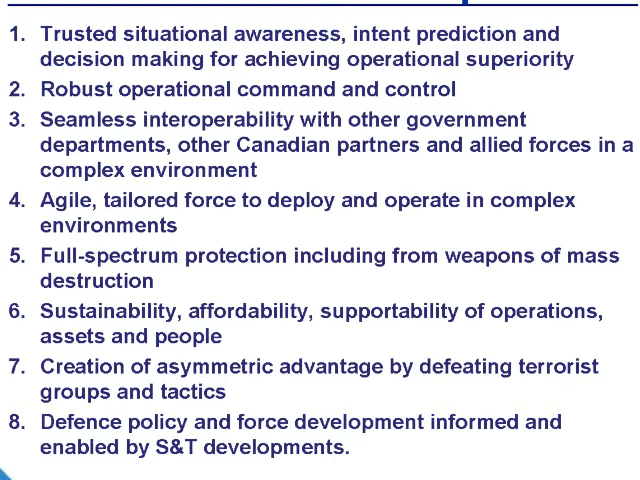 1. Trusted situational awareness, intent prediction and
decision making for achieving operational superiority
2. Robust operational command and control
3. Seamless interoperability with other government
departments, other Canadian partners and allied forces in a
complex environment
4. Agile, tailored force to deploy and operate in complex
environments
5. Full-spectrum protection including from weapons of mass
destruction
6. Sustainability, affordability, supportability of operations,
assets and people
7. Creation of asymmetric advantage by defeating terrorist
groups and tactics
8. Defence policy and force development informed and
enabled by S&T developments.